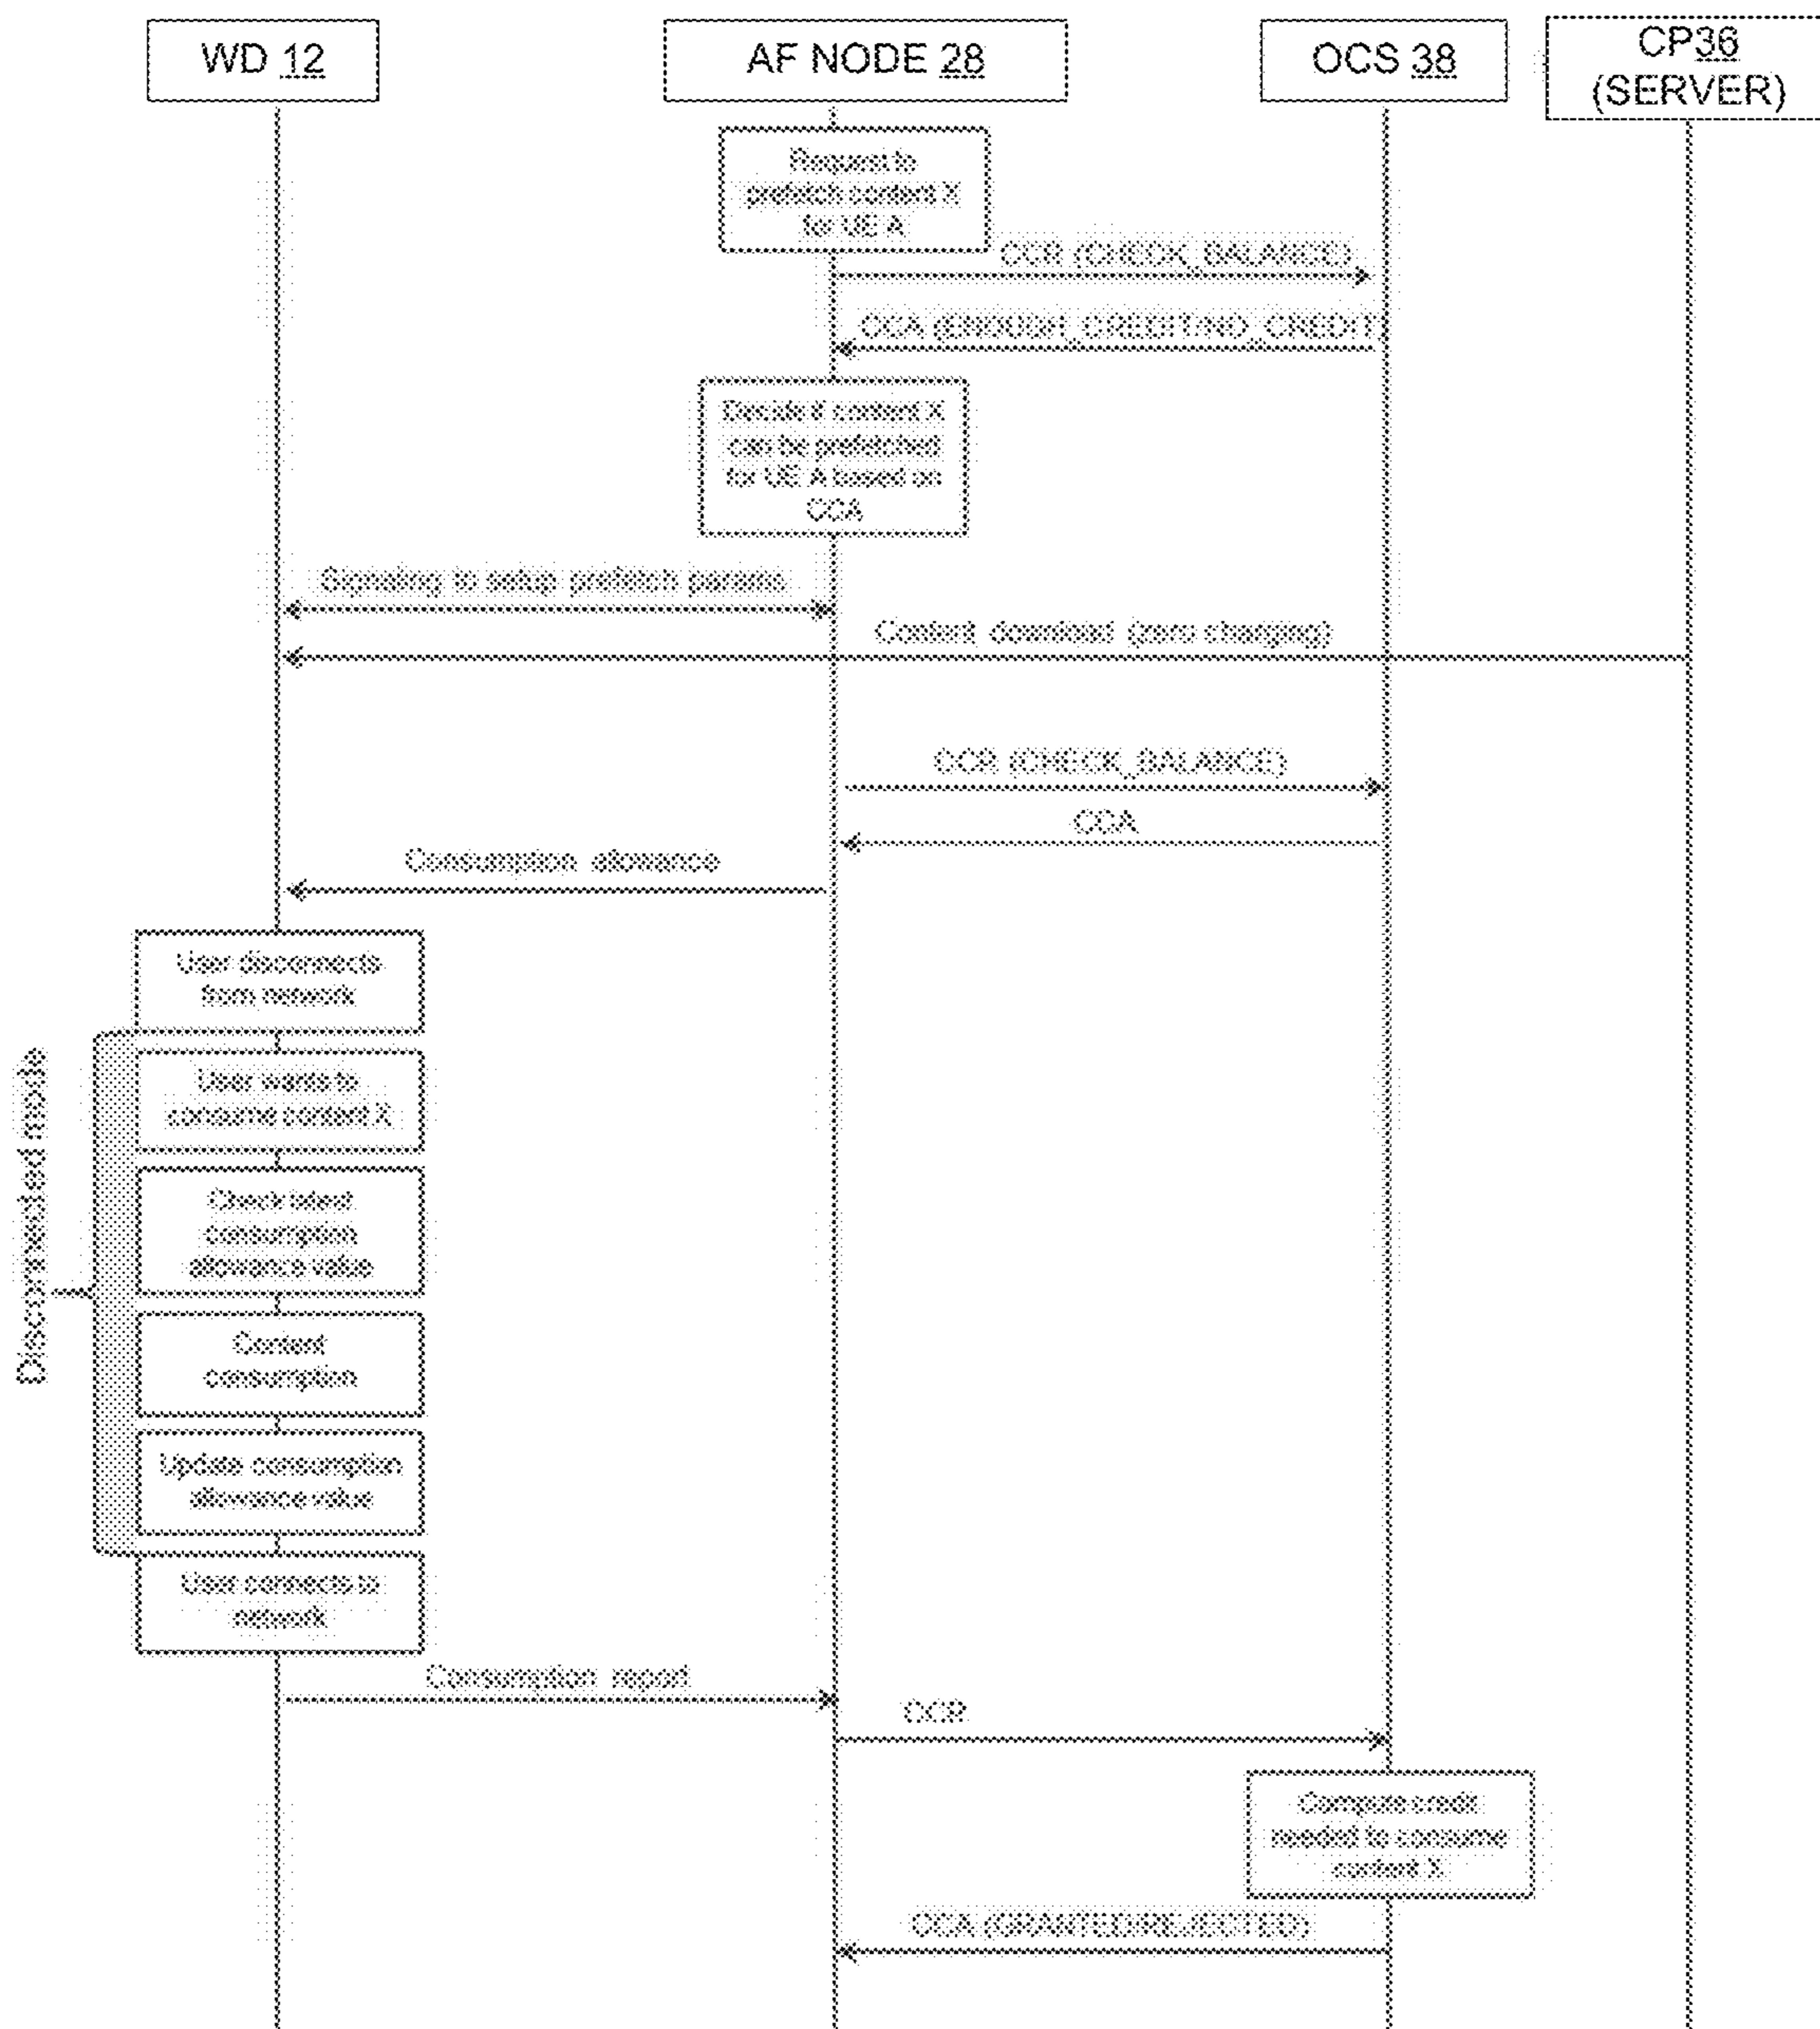 WD 12
AF NODE 28
OCS 38
CP36
(SERVER)
Request to
prefetch content X
for UE A
CCR (CHECK_BALANCE)
CCA (ENOUGH_CREDIT/NO_CREDIT)
Decide if content X
can be prefetched
for UE A based on
CCA
Signaling to setup prefetch params
Content download (zero charging)
CCR (CHECK_BALANCE)
CCA
Consumption allowance
User disconnects
from network
Disconnected mode
User wants to
consume content X
Check latest
consumption
allowance value
Content
consumption
Update consumption
allowance value
User connects to
network
Consumption report
CCR
Compute credit
needed to consume
content X
CCA (GRANTED/REJECTED)